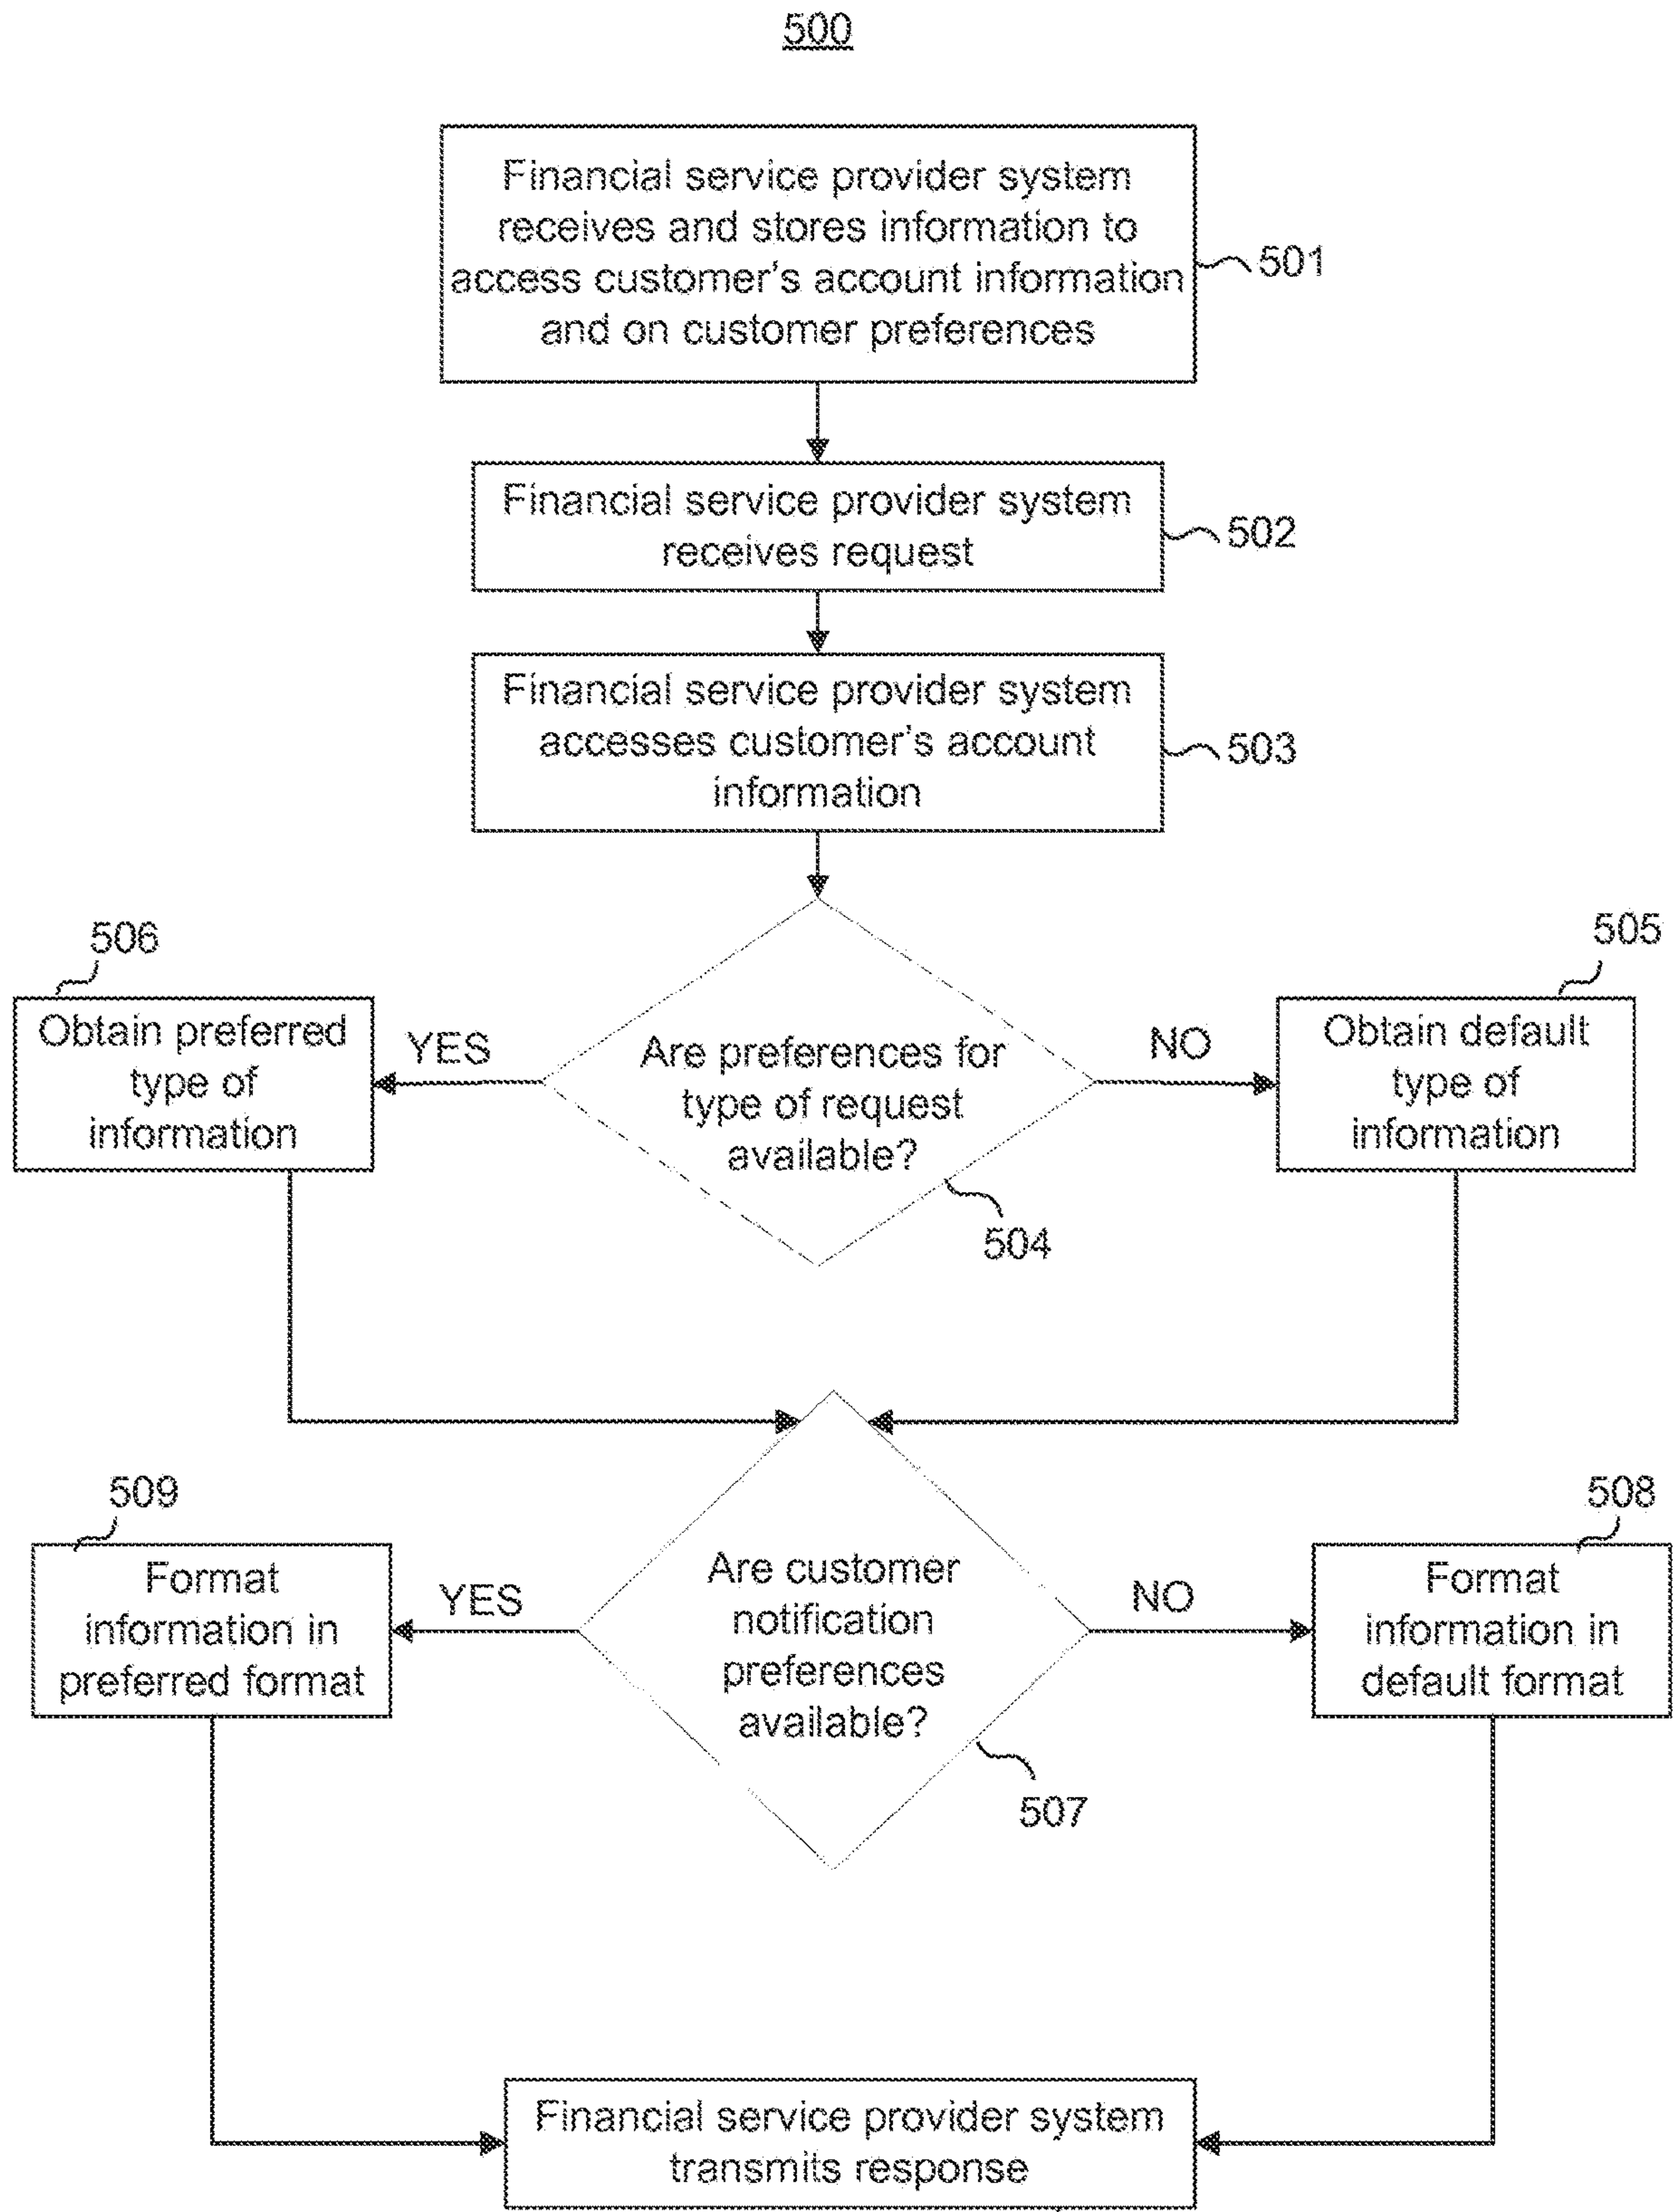 500
Financial service provider system
receives and stores information to
access customer's account information
and on customer preferences
501
Financial service provider system
receives request
502
Financial service provider system
accesses customer's account
information
503
506
505
Obtain preferred
type of
information
YES
Are preferences for
type of request
available?
NO
Obtain default
type of
information
504
509
508
Format
information in
preferred format
YES
Are customer
notification
preferences
available?
NO
Format
information in
default format
507
Financial service provider system
transmits response